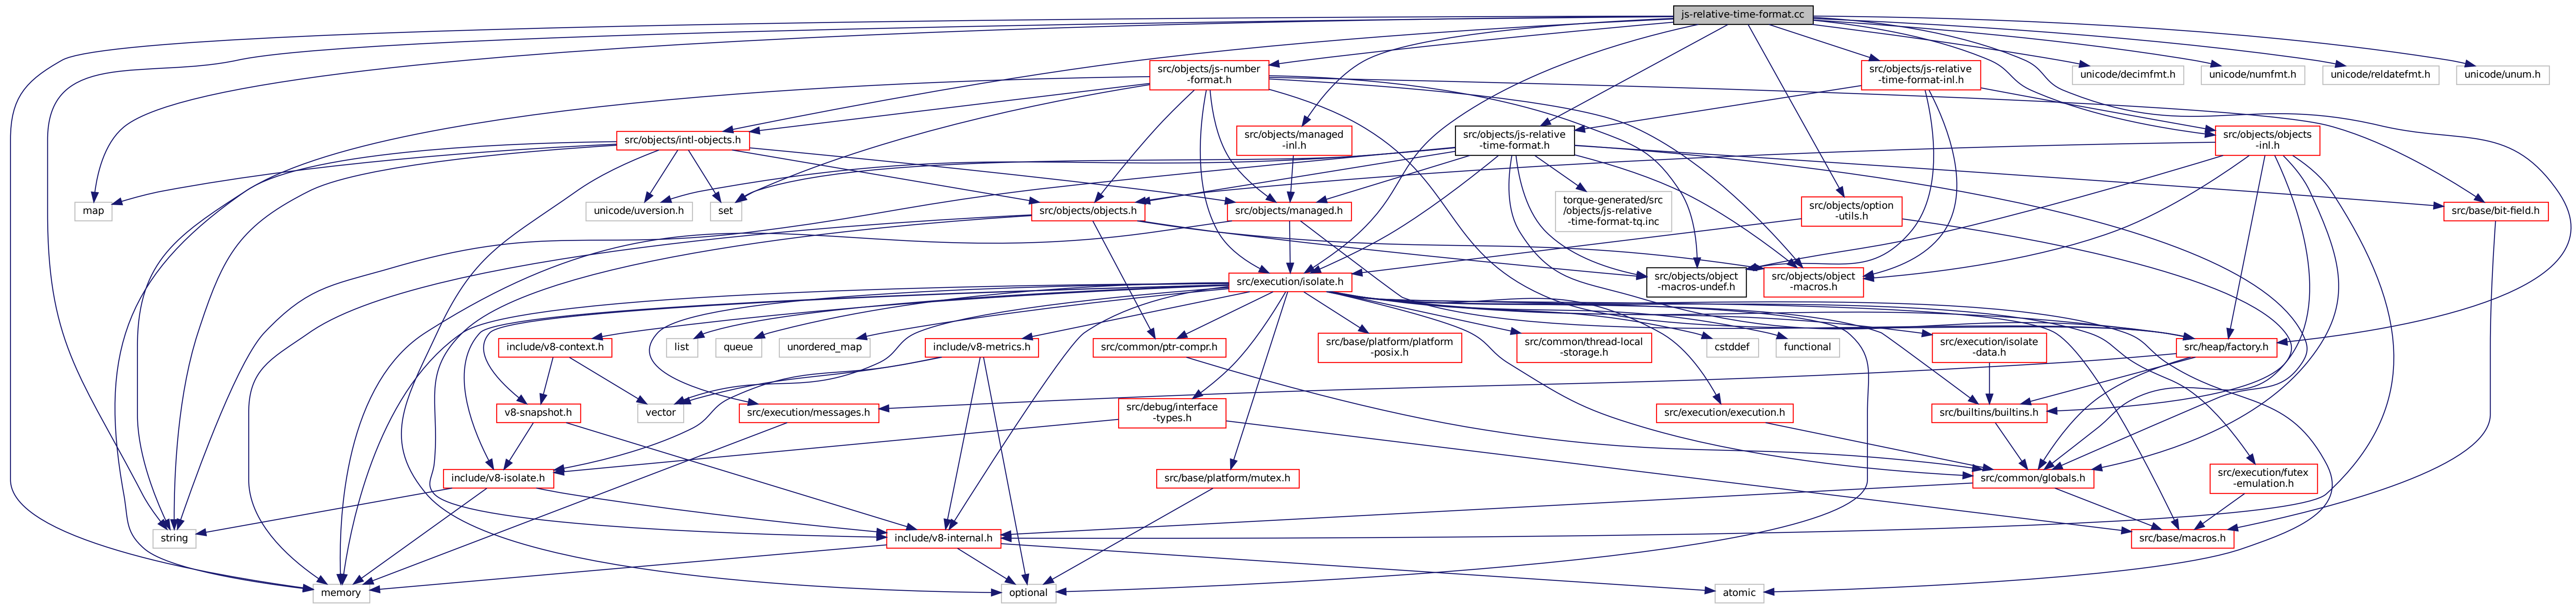 js-relative-time-format.cc
src/objects/js-number
-format.h
src/objects/js-relative
-time-format-inl.h
unicode/decimfmt.h
unicode/numfmt.h
unicode/reldatefmt.h
unicode/unum.h
src/objects/intl-objects.h
src/objects/managed
-inl.h
src/objects/js-relative
-time-format.h
src/objects/objects
-inl.h
map
unicode/uversion.h
set
src/objects/objects.h
src/objects/managed.h
torque-generated/src
/objects/js-relative
-time-format-tq.inc
src/objects/option
-utils.h
src/base/bit-field.h
src/execution/isolate.h
src/objects/object
-macros-undef.h
src/objects/object
-macros.h
include/v8-context.h
list
queue
unordered_map
include/v8-metrics.h
src/common/ptr-compr.h
src/base/platform/platform
-posix.h
src/common/thread-local
-storage.h
cstddef
functional
src/execution/isolate
-data.h
src/heap/factory.h
v8-snapshot.h
vector
src/execution/messages.h
src/debug/interface
-types.h
src/execution/execution.h
src/builtins/builtins.h
include/v8-isolate.h
src/base/platform/mutex.h
src/common/globals.h
src/execution/futex
-emulation.h
string
include/v8-internal.h
src/base/macros.h
memory
optional
atomic